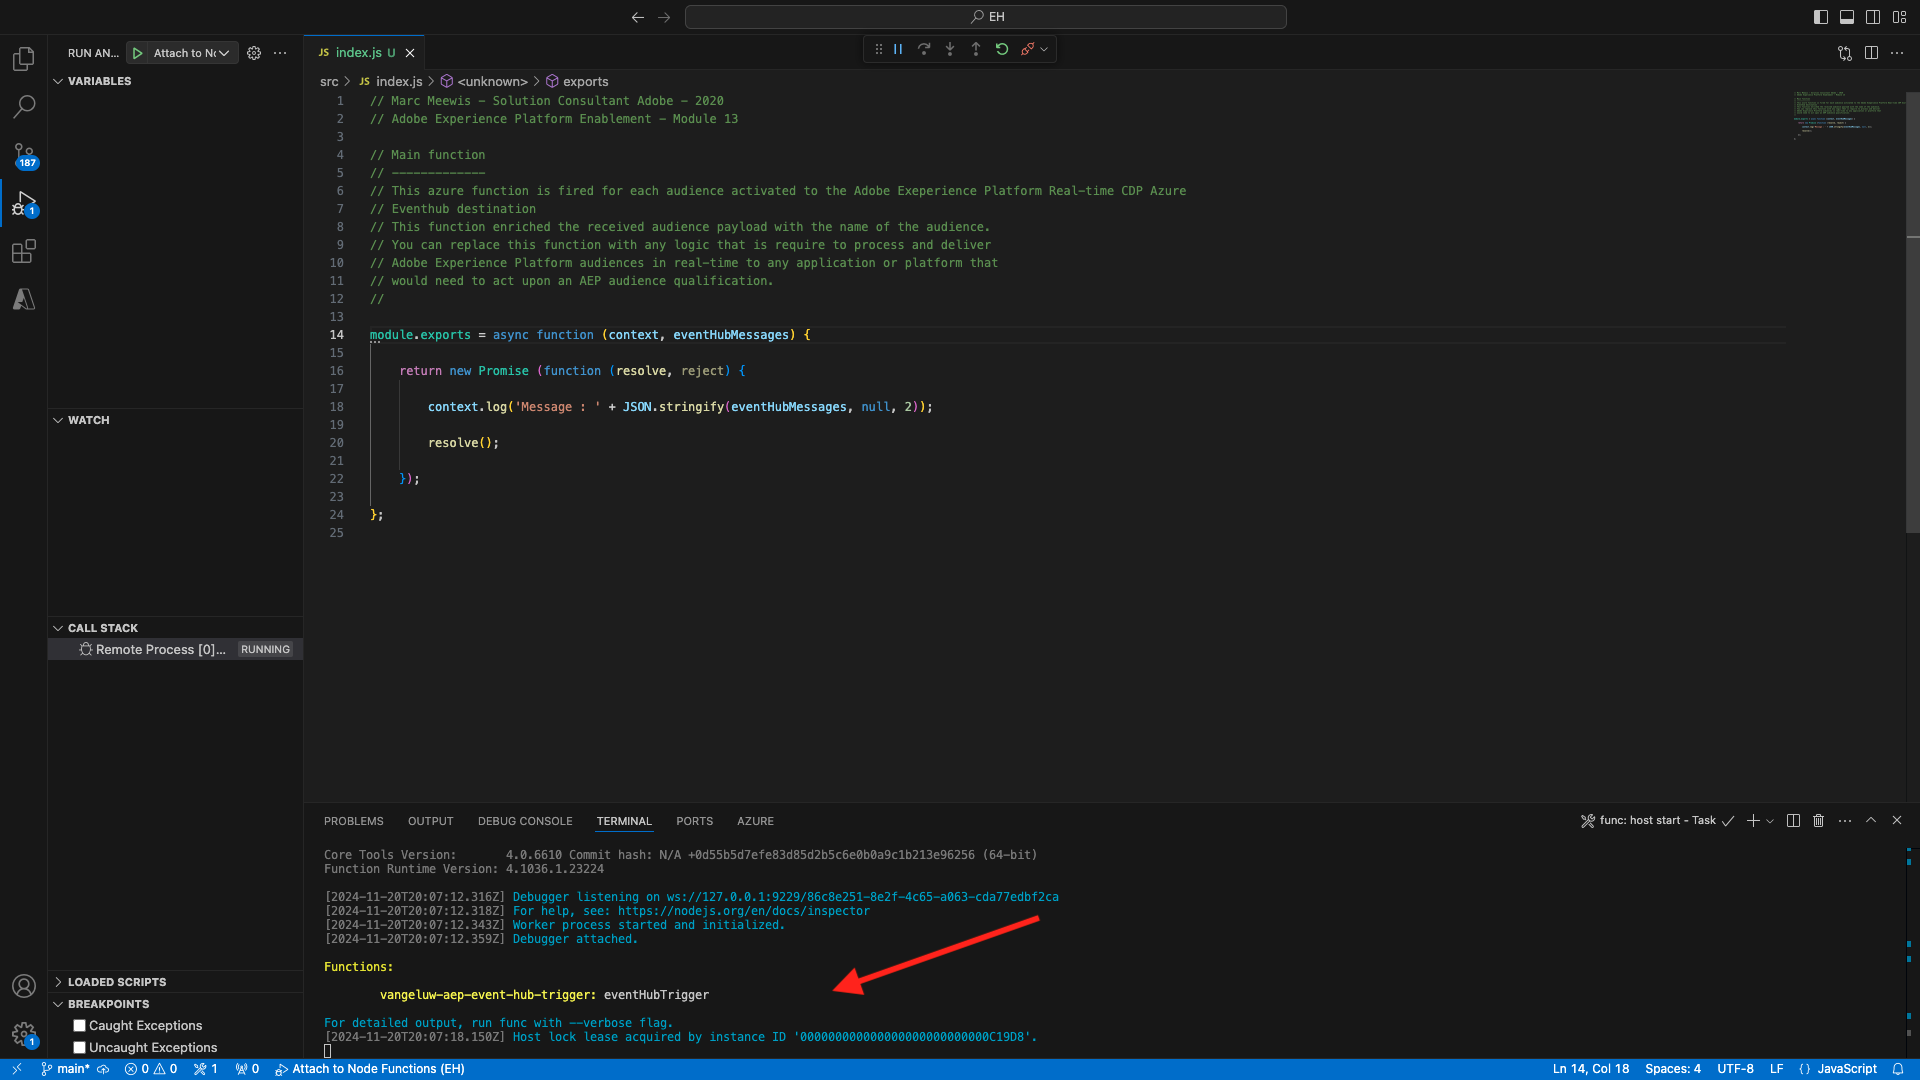 EH
RUN AN...
Attach to No
JS index.js U
VARIABLES
src > JS index.js > <unknown> > exports
1 // Marc Meewis - Solution Consultant Adobe - 2020
2 // Adobe Experience Platform Enablement - Module 13
3
4 // Main function
5 // -------------
6 // This azure function is fired for each audience activated to the Adobe Exeperience Platform Real-time CDP Azure
7 // Eventhub destination
8 // This function enriched the received audience payload with the name of the audience.
9 // You can replace this function with any logic that is require to process and deliver
10 // Adobe Experience Platform audiences in real-time to any application or platform that
11 // would need to act upon an AEP audience qualification.
12 //
13
14 module.exports = async function (context, eventHubMessages) {
15
16 return new Promise (function (resolve, reject) {
17
18 context.log('Message : ' + JSON.stringify(eventHubMessages, null, 2));
19
20 resolve();
21
22 });
23
24 };
25
187
1
WATCH
CALL STACK
Remote Process [0]... RUNNING
LOADED SCRIPTS
BREAKPOINTS
Caught Exceptions
Uncaught Exceptions
1
PROBLEMS OUTPUT DEBUG CONSOLE TERMINAL PORTS AZURE
func: host start - Task
Core Tools Version: 4.0.6610 Commit hash: N/A +0d55b5d7efe83d85d2b5c6e0b0a9c1b213e96256 (64-bit)
Function Runtime Version: 4.1036.1.23224
[2024-11-20T20:07:12.316Z] Debugger listening on ws://127.0.0.1:9229/86c8e251-8e2f-4c65-a063-cda77edbf2ca
[2024-11-20T20:07:12.318Z] For help, see: https://nodejs.org/en/docs/inspector
[2024-11-20T20:07:12.343Z] Worker process started and initialized.
[2024-11-20T20:07:12.359Z] Debugger attached.
Functions:
vangeluw-aep-event-hub-trigger: eventHubTrigger
For detailed output, run func with --verbose flag.
[2024-11-20T20:07:18.150Z] Host lock lease acquired by instance ID '000000000000000000000000000C19D8'.
main* 0 0 1 0 Attach to Node Functions (EH)
Ln 14, Col 18 Spaces: 4 UTF-8 LF {} JavaScript